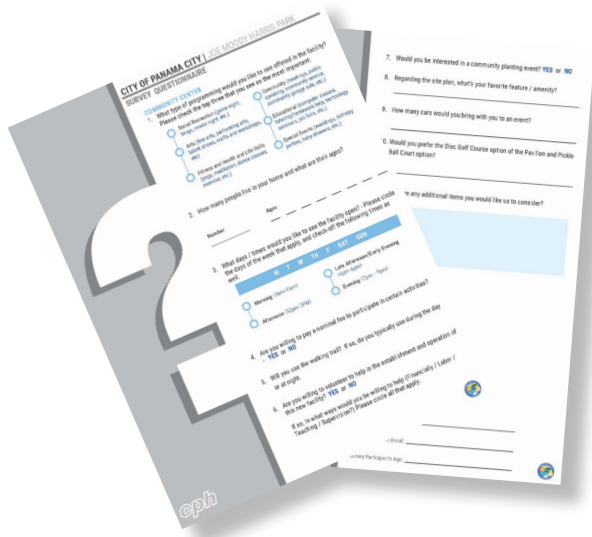 CITY OF PANAMA CITY | JOE MOODY HARRIS PARK
SURVEY QUESTIONNAIRE
COMMUNITY CENTER
1. What type of programming would you like to see offered in the facility?
Please check the top three that you see as the most important:
Social Recreation (game night,
bingo, movie night, etc.)
Arts (fine arts, performing arts,
talent shows, crafts and workshops,
etc)
Fitness and Health and Life Skills
(yoga, meditation, dance classes,
exercise, etc.)
Community (meetings, public
speaking, community service,
community garage sale, etc.)
Educational (computer classes,
tutoring/homework help, technology
seminars, job fairs, etc.)
Special Events (weddings, birthday
parties, baby showers, etc.)
2. How many people live in your home and what are their ages?
Number
Ages
3. What days / times would you like to see the facility open? - Please circle
the days of the week that apply, and check-off the following times as
well.
M T W TH F SAT SUN
Morning (8am-11am)
Afternoon (12pm-3PM)
Late Afternoon/Early Evening
(4pm-6pm)
Evening (7pm - 9pm)
4. Are you willing to pay a nominal fee to participate in certain activities?
- YES or NO
5. Will you use the walking trail? If so, do you typically use during the day
or at night.
6. Are you willing to volunteer to help in the establishment and operation of
this new facility? YES or NO
If so, in what ways would you be willing to help (Financially / Labor /
Teaching / Supervision?) Please circle all that apply.
cph
7. Would you be interested in a community planting event? YES or NO
8. Regarding the site plan, what's your favorite feature / amenity?
9. How many cars would you bring with you to an event?
0. Would you prefer the Disc Golf Course option of the Pavilion and Pickle
Ball Court option?
re any additional items you would like us to consider?
Email:
Survey Participant's Age: